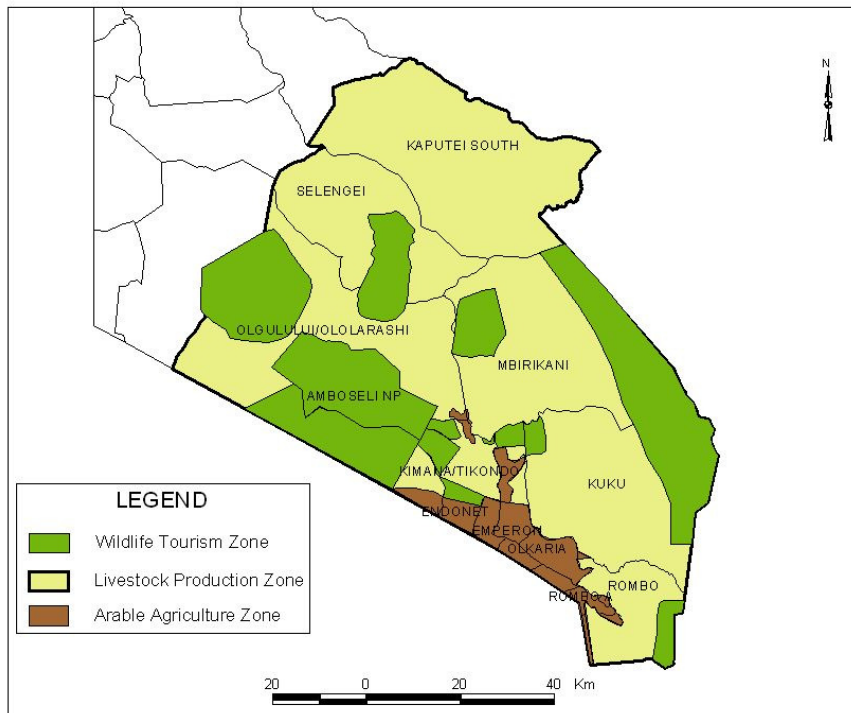 N
KAPUTEI SOUTH
SELENGEI
OLGULULUI/OLOLARASHI
MBIRIKANI
AMBOSELI NP
KIMANA/TIKONDO
KUKU
ENDONET
EMPERON
OLKARIA
ROMBO
ROMBO A
LEGEND
Wildlife Tourism Zone
Livestock Production Zone
Arable Agriculture Zone
20 0 20 40 Km